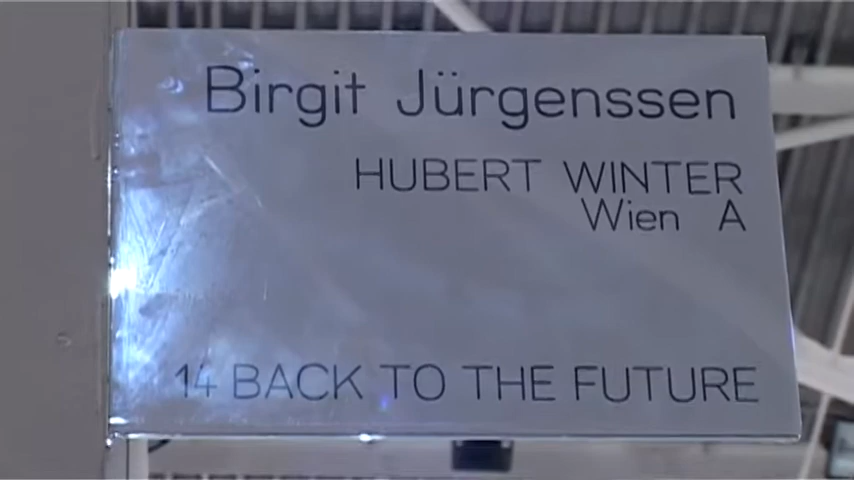 Birgit Jürgenssen
HUBERT WINTER
Wien A
14 BACK TO THE FUTURE